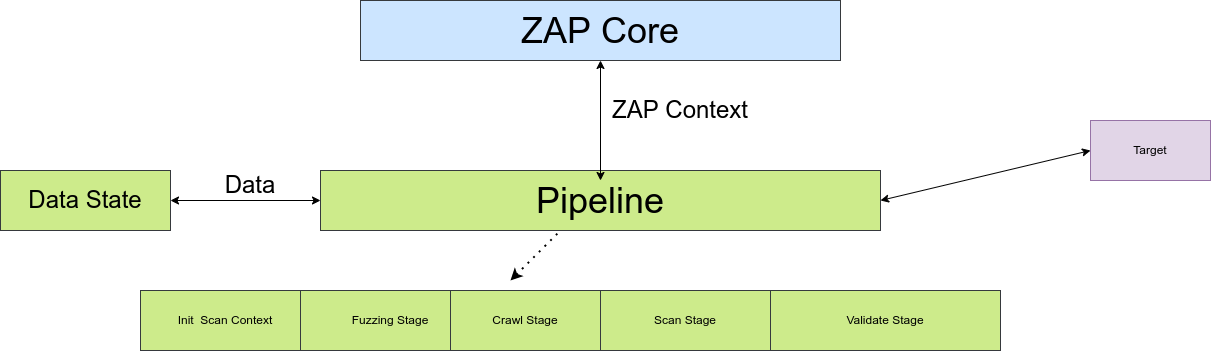 ZAP Core
ZAP Context
Target
Data
Data State
Pipeline
Init Scan Context
Fuzzing Stage
Crawl Stage
Scan Stage
Validate Stage